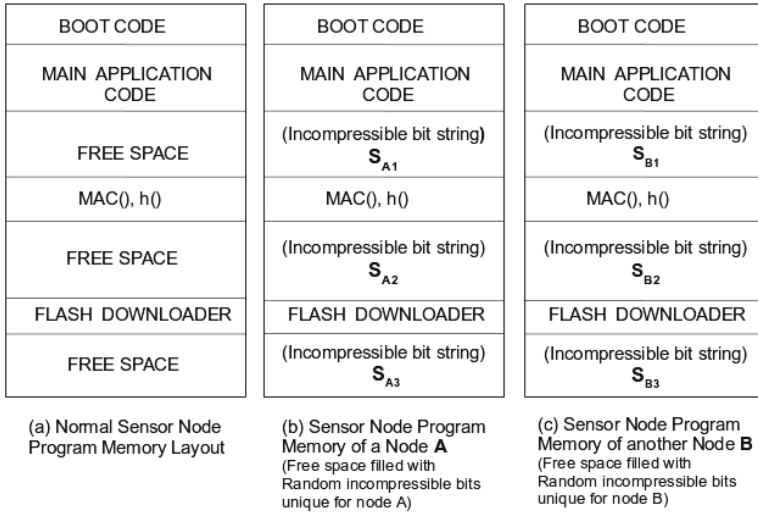 BOOT CODE
MAIN APPLICATION
CODE
FREE SPACE
MAC(), h()
FREE SPACE
FLASH DOWNLOADER
FREE SPACE
(a) Normal Sensor Node
Program Memory Layout
BOOT CODE
MAIN APPLICATION
CODE
(Incompressible bit string)
SA1
MAC(), h()
(Incompressible bit string)
SA2
FLASH DOWNLOADER
(Incompressible bit string)
SA3
(b) Sensor Node Program
Memory of a Node A
(Free space filled with
Random incompressible bits
unique for node A)
BOOT CODE
MAIN APPLICATION
CODE
(Incompressible bit string)
SB1
MAC(), h()
(Incompressible bit string)
SB2
FLASH DOWNLOADER
(Incompressible bit string)
SB3
(c) Sensor Node Program
Memory of another Node B
(Free space filled with
Random incompressible bits
unique for node B)